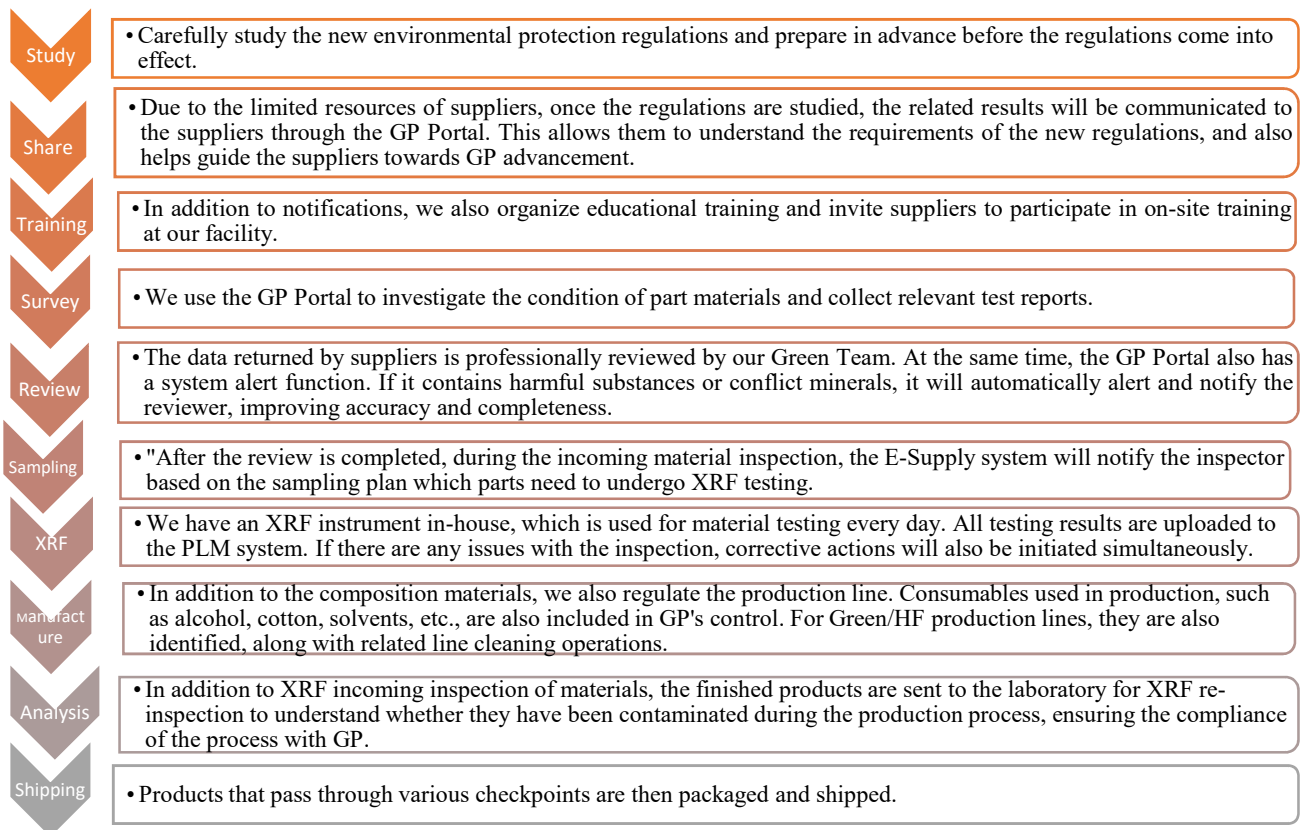 Study
• Carefully study the new environmental protection regulations and prepare in advance before the regulations come into
effect.
Share
• Due to the limited resources of suppliers, once the regulations are studied, the related results will be communicated to
the suppliers through the GP Portal. This allows them to understand the requirements of the new regulations, and also
helps guide the suppliers towards GP advancement.
Training
• In addition to notifications, we also organize educational training and invite suppliers to participate in on-site training
at our facility.
Survey
• We use the GP Portal to investigate the condition of part materials and collect relevant test reports.
Review
• The data returned by suppliers is professionally reviewed by our Green Team. At the same time, the GP Portal also has
a system alert function. If it contains harmful substances or conflict minerals, it will automatically alert and notify the
reviewer, improving accuracy and completeness.
Sampling
• "After the review is completed, during the incoming material inspection, the E-Supply system will notify the inspector
based on the sampling plan which parts need to undergo XRF testing.
XRF
• We have an XRF instrument in-house, which is used for material testing every day. All testing results are uploaded to
the PLM system. If there are any issues with the inspection, corrective actions will also be initiated simultaneously.
Manufact
ure
• In addition to the composition materials, we also regulate the production line. Consumables used in production, such
as alcohol, cotton, solvents, etc., are also included in GP's control. For Green/HF production lines, they are also
identified, along with related line cleaning operations.
Analysis
• In addition to XRF incoming inspection of materials, the finished products are sent to the laboratory for XRF re-
inspection to understand whether they have been contaminated during the production process, ensuring the compliance
of the process with GP.
Shipping
• Products that pass through various checkpoints are then packaged and shipped.